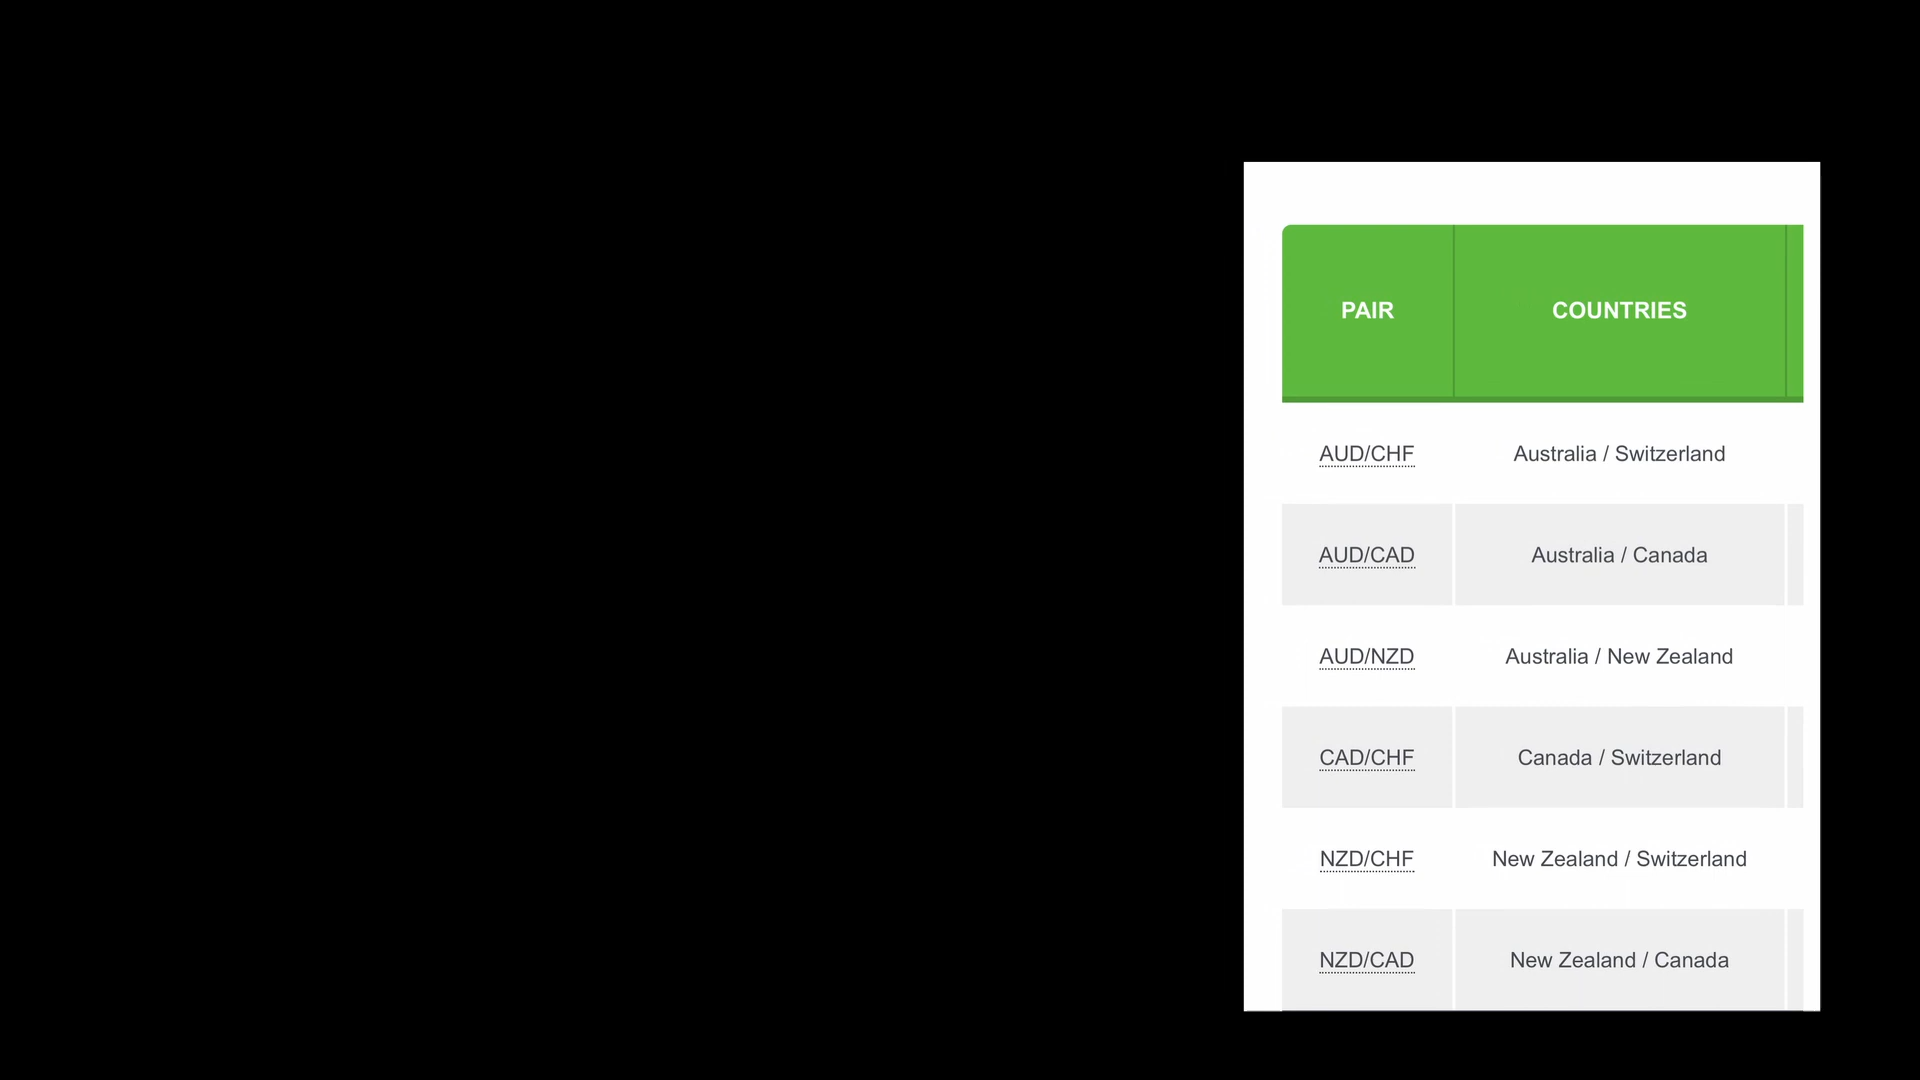 PAIR COUNTRIES
AUD/CHF Australia / Switzerland
AUD/CAD Australia / Canada
AUD/NZD Australia / New Zealand
CAD/CHF Canada / Switzerland
NZD/CHF New Zealand / Switzerland
NZD/CAD New Zealand / Canada